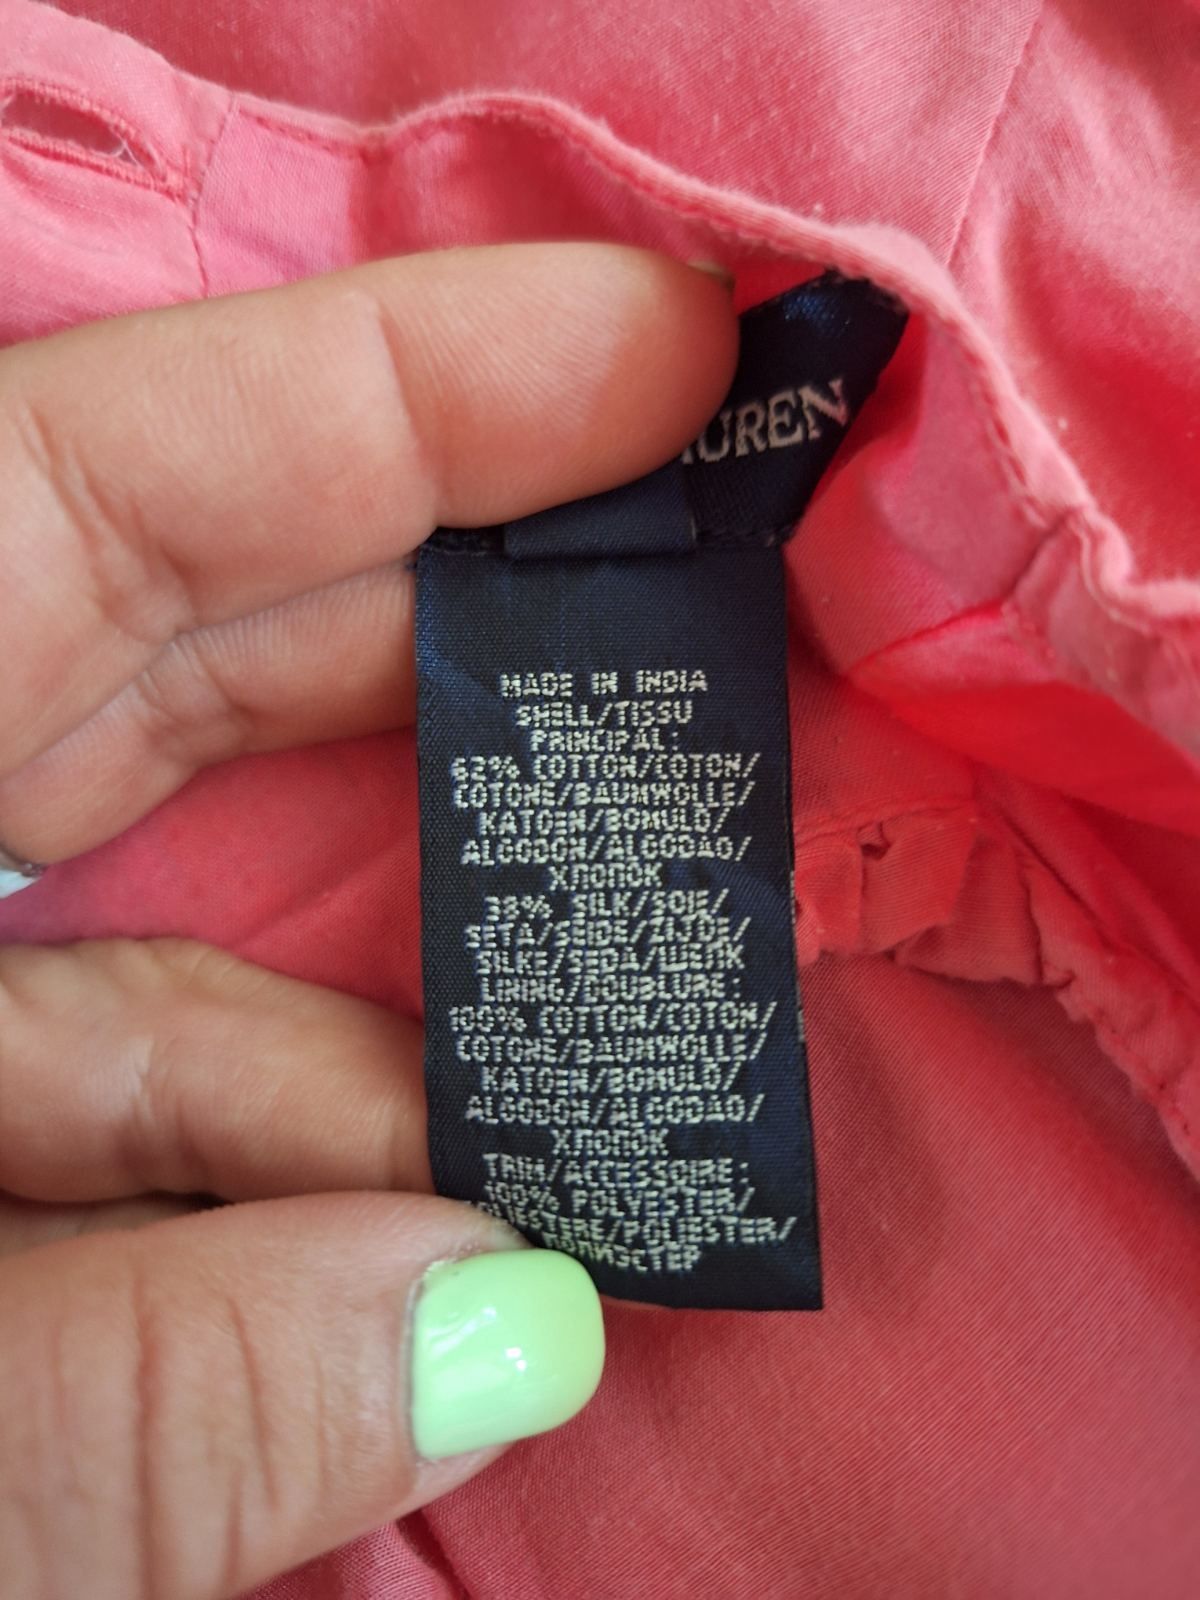 UREN
MADE IN INDIA
SHELL/TISSU
PRINCIPAL:
62% COTTON/COTON/
COTONE/BAUMWOLLE/
KATOEN/BOMULD/
ALGODON/ALGODAO/
ХЛОПОК
38% SILK/SOIE/
SETA/SEIDE/ZIJDE/
SILKE/SEDA/ШЕЛК
LINING/DOUBLURE:
100% COTTON/COTON/
COTONE/BAUMWOLLE/
KATOEN/BOMULD/
ALGODON/ALGODAO/
ХЛОПОК
TRIM/ACCESSOIRE:
100% POLYESTER/
OLIESTERE/POLIESTER/
ПОЛИЭСТЕР